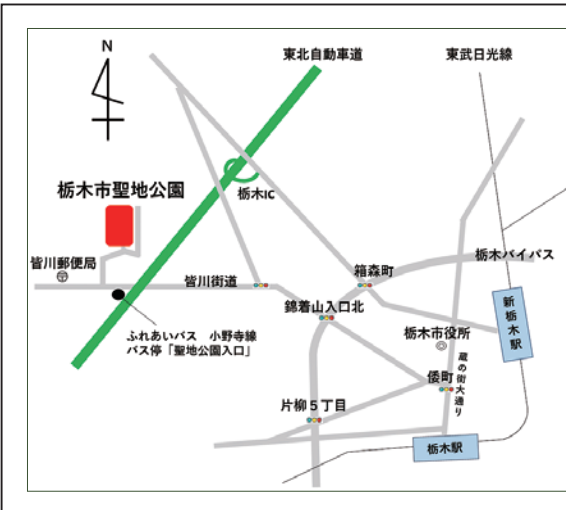 N
東北自動車道
東武日光線
栃木市聖地公園
栃木IC
皆川郵便局
皆川街道
箱森町
栃木バイパス
錦着山入口北
ふれあいバス 小野寺線
バス停「聖地公園入口」
栃木市役所
新栃木駅
蔵の街大通り
倭町
片柳５丁目
栃木駅